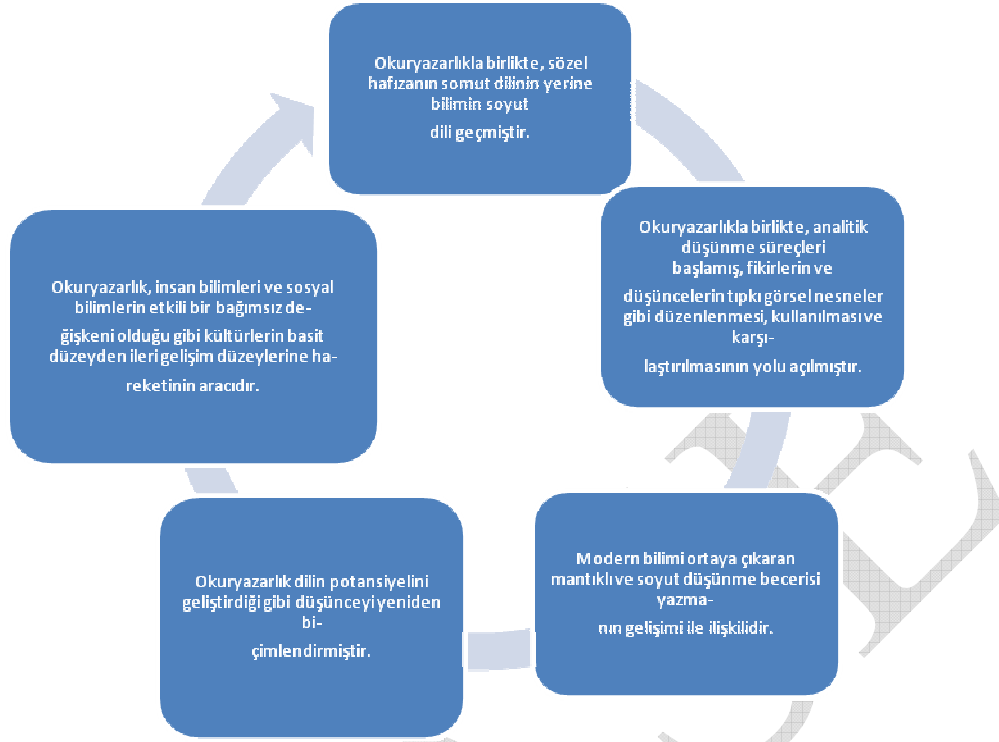 Okuryazarlıkla birlikte, sözel
hafızanın somut dilinin yerine
bilimin soyut
dili geçmiştir.
Okuryazarlıkla birlikte, analitik
düşünme süreçleri
başlamış, fikirlerin ve
düşüncelerin tıpkı görsel nesneler
gibi düzenlenmesi, kullanılması ve
karşı-
laştırılmasının yolu açılmıştır.
Modern bilimi ortaya çıkaran
mantıklı ve soyut düşünme becerisi
yazma-
nın gelişimi ile ilişkilidir.
Okuryazarlık dilin potansiyelini
geliştirdiği gibi düşünceyi yeniden
bi-
çimlendirmiştir.
Okuryazarlık, insan bilimleri ve sosyal
bilimlerin etkili bir bağımsız de-
ğişkeni olduğu gibi kültürlerin basit
düzeyden ileri gelişim düzeylerine ha-
reketinin aracıdır.